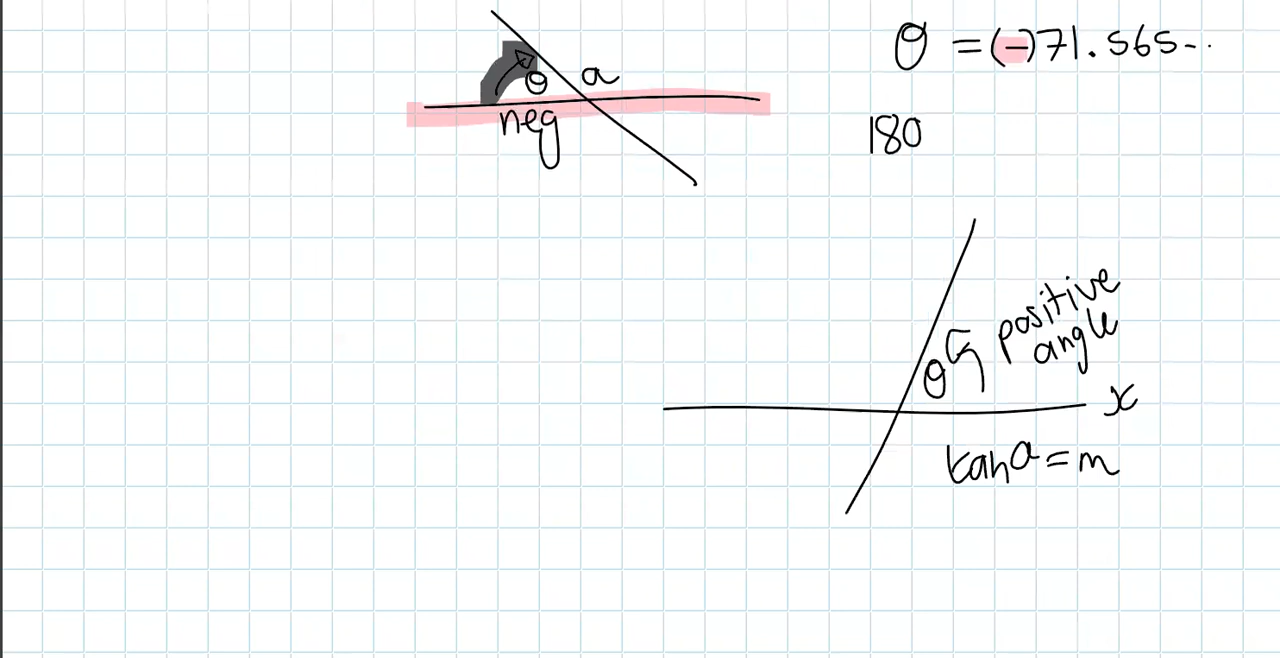 θ = (-)71.565-..
θ a
neg
180
θ positive
angle
x
tan a = m